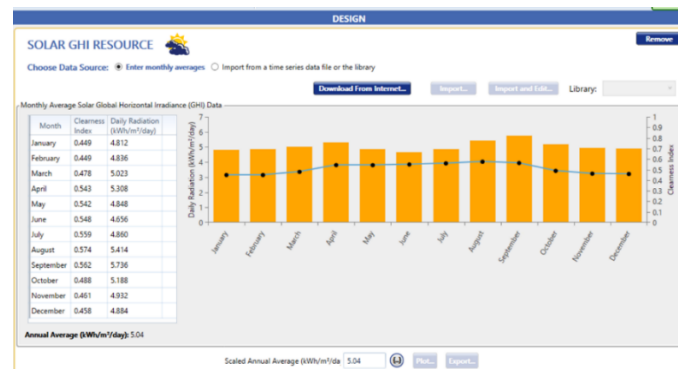 DESIGN
SOLAR GHI RESOURCE
Remove
Choose Data Source: Enter monthly averages Import from a time series data file or the library
Download From Internet... Import... Import and Edit... Library:
Monthly Average Solar Global Horizontal Irradiance (GHI) Data
Month Clearness Index Daily Radiation (kWh/m²/day)
January 0.449 4.812
February 0.449 4.836
March 0.478 5.023
April 0.543 5.308
May 0.542 4.848
June 0.548 4.656
July 0.559 4.860
August 0.574 5.414
September 0.562 5.736
October 0.488 5.188
November 0.461 4.932
December 0.458 4.884
Daily Radiation (kWh/m²/day)
7
6
5
4
3
2
1
0
1
0.9
0.8
0.7
0.6
0.5
0.4
0.3
0.2
0.1
0
Clearness Index
January February March April May June July August September October November December
Annual Average (kWh/m²/day): 5.04
Scaled Annual Average (kWh/m²/da 5.04 Plot... Export...